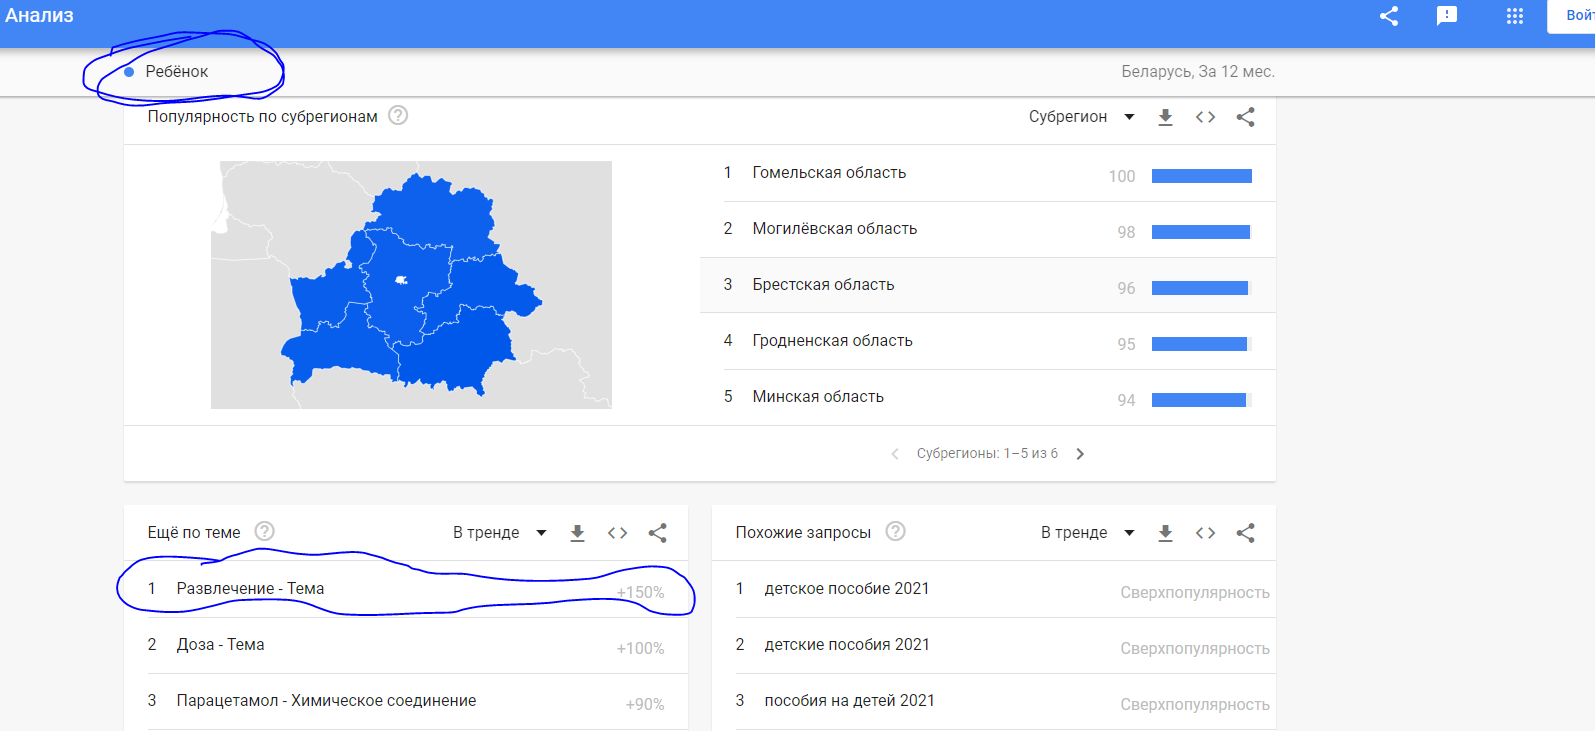 Анализ
Войт
Ребёнок
Беларусь, За 12 мес.
Популярность по субрегионам ?
Субрегион
1 Гомельская область 100
2 Могилёвская область 98
3 Брестская область 96
4 Гродненская область 95
5 Минская область 94
Субрегионы: 1–5 из 6
Ещё по теме ?
В тренде
1 Развлечение - Тема +150%
2 Доза - Тема +100%
3 Парацетамол - Химическое соединение +90%
Похожие запросы ?
В тренде
1 детское пособие 2021 Сверхпопулярность
2 детские пособия 2021 Сверхпопулярность
3 пособия на детей 2021 Сверхпопулярность